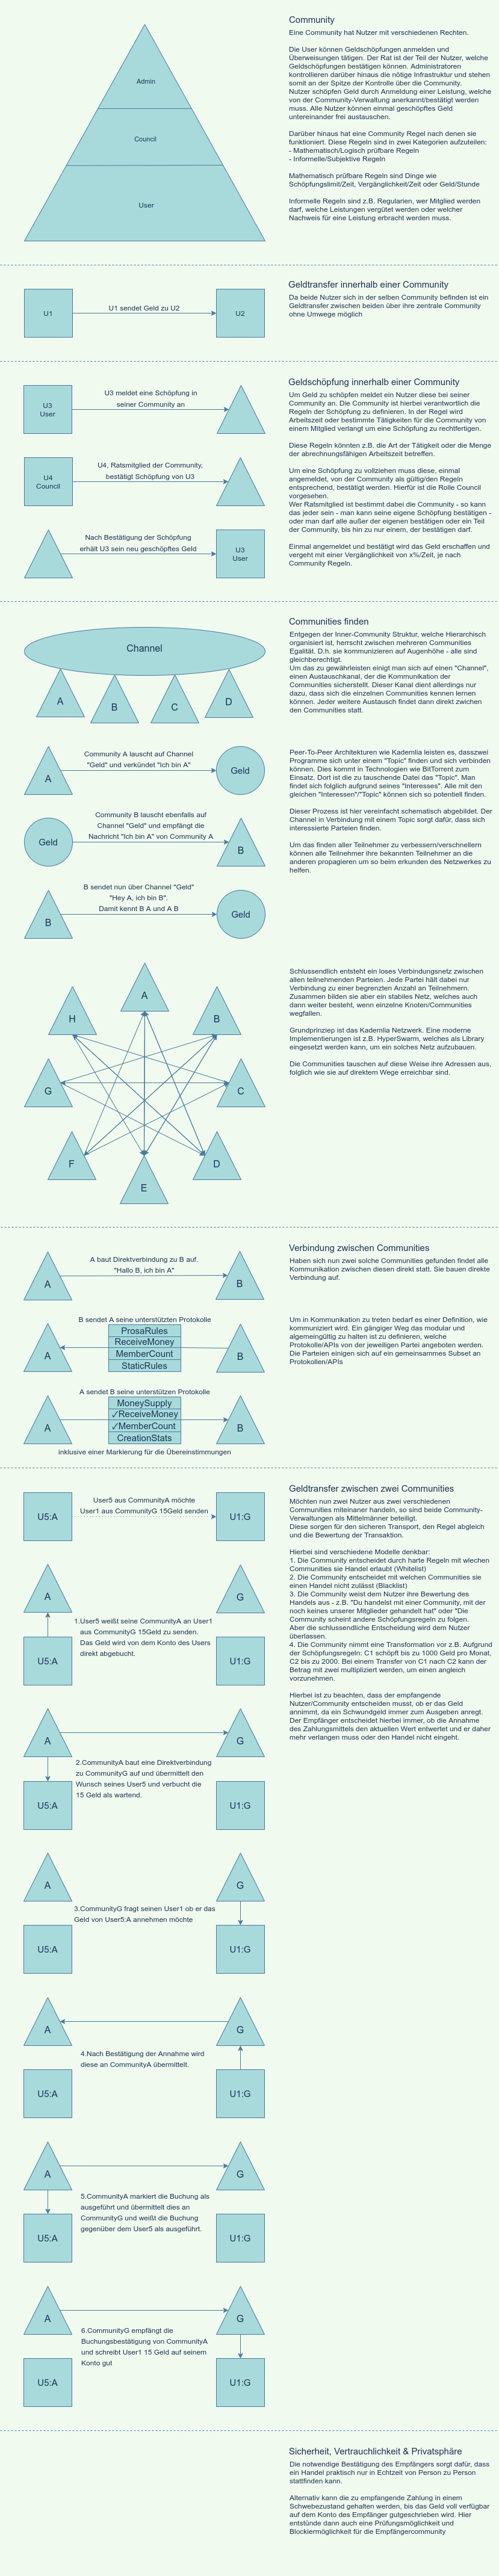 Community
Eine Community hat Nutzer mit verschiedenen Rechten.
Die User können Geldschöpfungen anmelden und
Überweisungen tätigen. Der Rat ist der Teil der Nutzer, welche
Geldschöpfungen bestätigen können. Administratoren
kontrollieren darüber hinaus die nötige Infrastruktur und stehen
somit an der Spitze der Kontrolle über die Community.
Nutzer schöpfen Geld durch Anmeldung einer Leistung, welche
von der Community-Verwaltung anerkannt/bestätigt werden
muss. Alle Nutzer können einmal geschöpftes Geld
untereinander frei austauschen.
Darüber hinaus hat eine Community Regel nach denen sie
funktioniert. Diese Regeln sind in zwei Kategorien aufzuteilen:
- Mathematisch/Logisch prüfbare Regeln
- Informelle/Subjektive Regeln
Mathematisch prüfbare Regeln sind Dinge wie
Schöpfungslimit/Zeit, Vergänglichkeit/Zeit oder Geld/Stunde
Informelle Regeln sind z.B. Regularien, wer Mitglied werden
darf, welche Leistungen vergütet werden oder welcher
Nachweis für eine Leistung erbracht werden muss.
Admin
Council
User
Geldtransfer innerhalb einer Community
Da beide Nutzer sich in der selben Community befinden ist ein
Geldtransfer zwischen beiden über ihre zentrale Community
ohne Umwege möglich
U1
U1 sendet Geld zu U2
U2
Geldschöpfung innerhalb einer Community
Um Geld zu schöpfen meldet ein Nutzer diese bei seiner
Community an. Die Community ist hierbei verantwortlich die
Regeln der Schöpfung zu definieren. In der Regel wird
Arbeitszeit oder bestimmte Tätigkeiten für die Community von
einem Mitglied verlangt um eine Schöpfung zu rechtfertigen.
Diese Regeln könnten z.B. die Art der Tätigkeit oder die Menge
der abrechnungsfähigen Arbeitszeit betreffen.
Um eine Schöpfung zu vollziehen muss diese, einmal
angemeldet, von der Community als gültig/den Regeln
entsprechend, bestätigt werden. Hierfür ist die Rolle Council
vorgesehen.
Wer Ratsmitglied ist bestimmt dabei die Community - so kann
das jeder sein - man kann seine eigene Schöpfung bestätigen -
oder man darf alle außer der eigenen bestätigen oder ein Teil
der Community, bis hin zu nur einem, der bestätigen darf.
Einmal angemeldet und bestätigt wird das Geld erschaffen und
vergeht mit einer Vergänglichkeit von x%/Zeit, je nach
Community Regeln.
U3
User
U3 meldet eine Schöpfung in
seiner Community an
U4
Council
U4, Ratsmitglied der Community,
bestätigt Schöpfung von U3
Nach Bestätigung der Schöpfung
erhält U3 sein neu geschöpftes Geld
U3
User
Communities finden
Entgegen der Inner-Community Struktur, welche Hierarchisch
organisiert ist, herrscht zwischen mehreren Communities
Egalität. D.h. sie kommunizieren auf Augenhöhe - alle sind
gleichberechtigt.
Um das zu gewährleisten einigt man sich auf einen "Channel",
einen Austauschkanal, der die Kommunikation der
Communities sicherstellt. Dieser Kanal dient allerdings nur
dazu, dass sich die einzelnen Communities kennen lernen
können. Jeder weitere Austausch findet dann direkt zwischen
den Communities statt.
Channel
A
B
C
D
Peer-To-Peer Architekturen wie Kademlia leisten es, dasszwei
Programme sich unter einem "Topic" finden und sich verbinden
können. Dies kommt in Technologien wie BitTorrent zum
Einsatz. Dort ist die zu tauschende Datei das "Topic". Man
findet sich folglich aufgrund seines "Interesses". Alle mit den
gleichen "Interessen"/"Topic" können sich so potentiell finden.
Dieser Prozess ist hier vereinfacht schematisch abgebildet. Der
Channel in Verbindung mit einem Topic sorgt dafür, dass sich
interessierte Parteien finden.
Um das finden aller Teilnehmer zu verbessern/verschnellern
können alle Teilnehmer ihre bekannten Teilnehmer an die
anderen propagieren um so beim erkunden des Netzwerkes zu
helfen.
Community A lauscht auf Channel
"Geld" und verkündet "Ich bin A"
A
Geld
Community B lauscht ebenfalls auf
Channel "Geld" und empfängt die
Nachricht "Ich bin A" von Community A
Geld
B
B sendet nun über Channel "Geld"
"Hey A, ich bin B".
Damit kennt B A und A B
B
Geld
Schlussendlich entsteht ein loses Verbindungsnetz zwischen
allen teilnehmenden Parteien. Jede Partei hält dabei nur
Verbindung zu einer begrenzten Anzahl an Teilnehmern.
Zusammen bilden sie aber ein stabiles Netz, welches auch
dann weiter besteht, wenn einzelne Knoten/Communities
wegfallen.
Grundprinziep ist das Kademlia Netzwerk. Eine moderne
Implementierungen ist z.B. HyperSwarm, welches als Library
eingesetzt werden kann, um ein solches Netz aufzubauen.
Die Communities tauschen auf diese Weise ihre Adressen aus,
folglich wie sie auf direktem Wege erreichbar sind.
A
H
B
G
C
F
D
E
Verbindung zwischen Communities
Haben sich nun zwei solche Communities gefunden findet alle
Kommunikation zwischen diesen direkt statt. Sie bauen direkte
Verbindung auf.
A baut Direktverbindung zu B auf.
"Hallo B, ich bin A"
A
B
Um in Kommunikation zu treten bedarf es einer Definition, wie
kommuniziert wird. Ein gängiger Weg das modular und
algemeingültig zu halten ist zu definieren, welche
Protokolle/APIs von der jeweiligen Partei angeboten werden.
Die Parteien einigen sich auf ein gemeinsammes Subset an
Protokollen/APIs
B sendet A seine unterstützten Protokolle
A
ProsaRules
ReceiveMoney
MemberCount
StaticRules
B
A sendet B seine unterstützten Protokolle
A
MoneySupply
✓ReceiveMoney
✓MemberCount
CreationStats
B
inklusive einer Markierung für die Übereinstimmungen
Geldtransfer zwischen zwei Communities
Möchten nun zwei Nutzer aus zwei verschiedenen
Communities miteinaner handeln, so sind beide Community-
Verwaltungen als Mittelmänner beteiligt.
Diese sorgen für den sicheren Transport, den Regel abgleich
und die Bewertung der Transaktion.
Hierbei sind verschiedene Modelle denkbar:
1. Die Community entscheidet durch harte Regeln mit wlechen
Communities sie Handel erlaubt (Whitelist)
2. Die Community entscheidet mit welchen Communities sie
einen Handel nicht zulässt (Blacklist)
3. Die Community weist dem Nutzer ihre Bewertung des
Handels aus - z.B. "Du handelst mit einer Community, mit der
noch keines unserer Mitglieder gehandelt hat" oder "Die
Community scheint andere Schöpfungsregeln zu folgen.
Aber die schlussendliche Entscheidung wird dem Nutzer
überlassen.
4. Die Community nimmt eine Transformation vor z.B. Aufgrund
der Schöpfungsregeln: C1 schöpft bis zu 1000 Geld pro Monat,
C2 bis zu 2000. Bei einem Transfer von C1 nach C2 kann der
Betrag mit zwei multipliziert werden, um einen angleich
vorzunehmen.
Hierbei ist zu beachten, dass der empfangende
Nutzer/Community entscheiden musst, ob er das Geld
annimmt, da ein Schwundgeld immer zum Ausgeben anregt.
Der Empfänger entscheidet hierbei immer, ob die Annahme
des Zahlungsmittels den aktuellen Wert entwertet und er daher
mehr verlangen muss oder den Handel nicht eingeht.
U5:A
User5 aus CommunityA möchte
User1 aus CommunityG 15Geld senden
U1:G
A
G
1.User5 weißt seine CommunityA an User1
aus CommunityG 15Geld zu senden.
Das Geld wird von dem Konto des Users
direkt abgebucht.
U5:A
U1:G
A
G
2.CommunityA baut eine Direktverbindung
zu CommunityG auf und übermittelt den
Wunsch seines User5 und verbucht die
15 Geld als wartend.
U5:A
U1:G
A
G
3.CommunityG fragt seinen User1 ob er das
Geld von User5:A annehmen möchte
U5:A
U1:G
A
G
4.Nach Bestätigung der Annahme wird
diese an CommunityA übermittelt.
U5:A
U1:G
A
G
5.CommunityA markiert die Buchung als
ausgeführt und übermittelt dies an
CommunityG und weißt die Buchung
gegenüber dem User5 als ausgeführt.
U5:A
U1:G
A
G
6.CommunityG empfängt die
Buchungsbestätigung von CommunityA
und schreibt User1 15 Geld auf seinem
Konto gut
U5:A
U1:G
Sicherheit, Vertrauchlichkeit & Privatsphäre
Die notwendige Bestätigung des Empfängers sorgt dafür, dass
ein Handel praktisch nur in Echtzeit von Person zu Person
stattfinden kann.
Alternativ kann die zu empfangende Zahlung in einem
Schwebezustand gehalten werden, bis das Geld voll verfügbar
auf dem Konto des Empfänger gutgeschrieben wird. Hier
entstünde dann auch eine Prüfungsmöglichkeit und
Blockiermöglichkeit für die Empfängercommunity